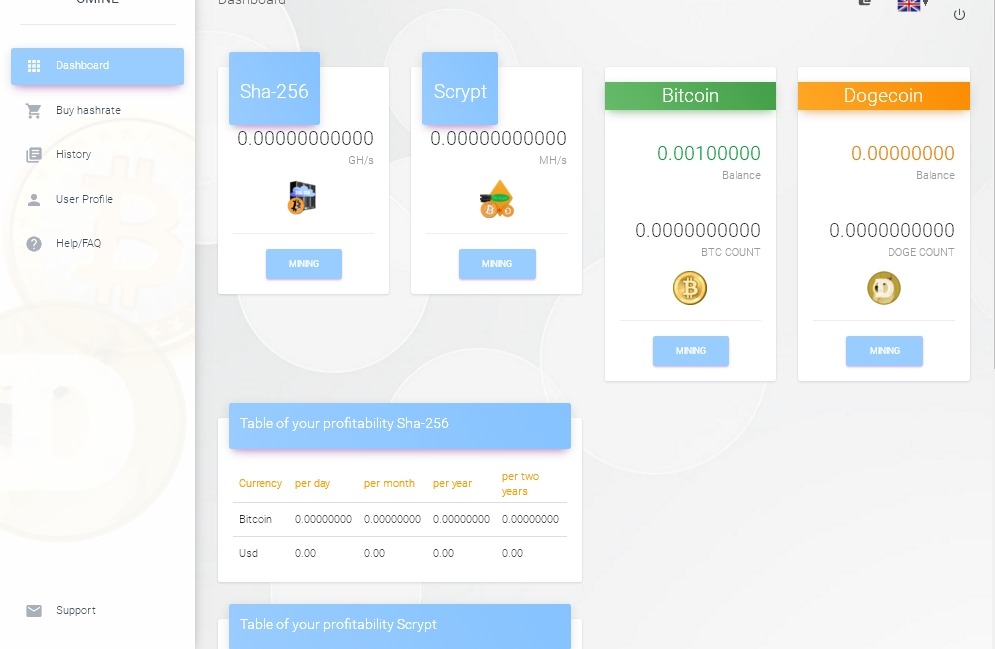 Dashboard
Dashboard
Buy hashrate
History
User Profile
Help/FAQ
Support
Sha-256
0.00000000000
GH/s
MINING
Scrypt
0.00000000000
MH/s
MINING
Bitcoin
0.00100000
Balance
0.0000000000
BTC COUNT
MINING
Dogecoin
0.00000000
Balance
0.0000000000
DOGE COUNT
MINING
Table of your profitability Sha-256
Currency per day per month per year per two years
Bitcoin 0.00000000 0.00000000 0.00000000 0.00000000
Usd 0.00 0.00 0.00 0.00
Table of your profitability Scrypt